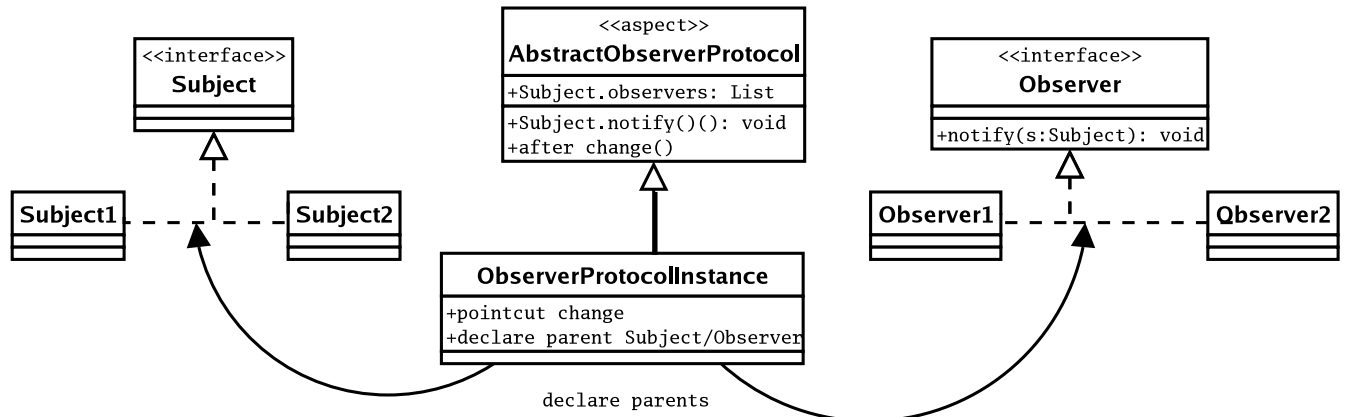 <<interface>>
Subject
Subject1
Subject2
<<aspect>>
AbstractObserverProtocol
+Subject.observers: List
+Subject.notify()(): void
+after change()
<<interface>>
Observer
+notify(s:Subject): void
Observer1
Qbserver2
ObserverProtocolInstance
+pointcut change
+declare parent Subject/Observer
declare parents